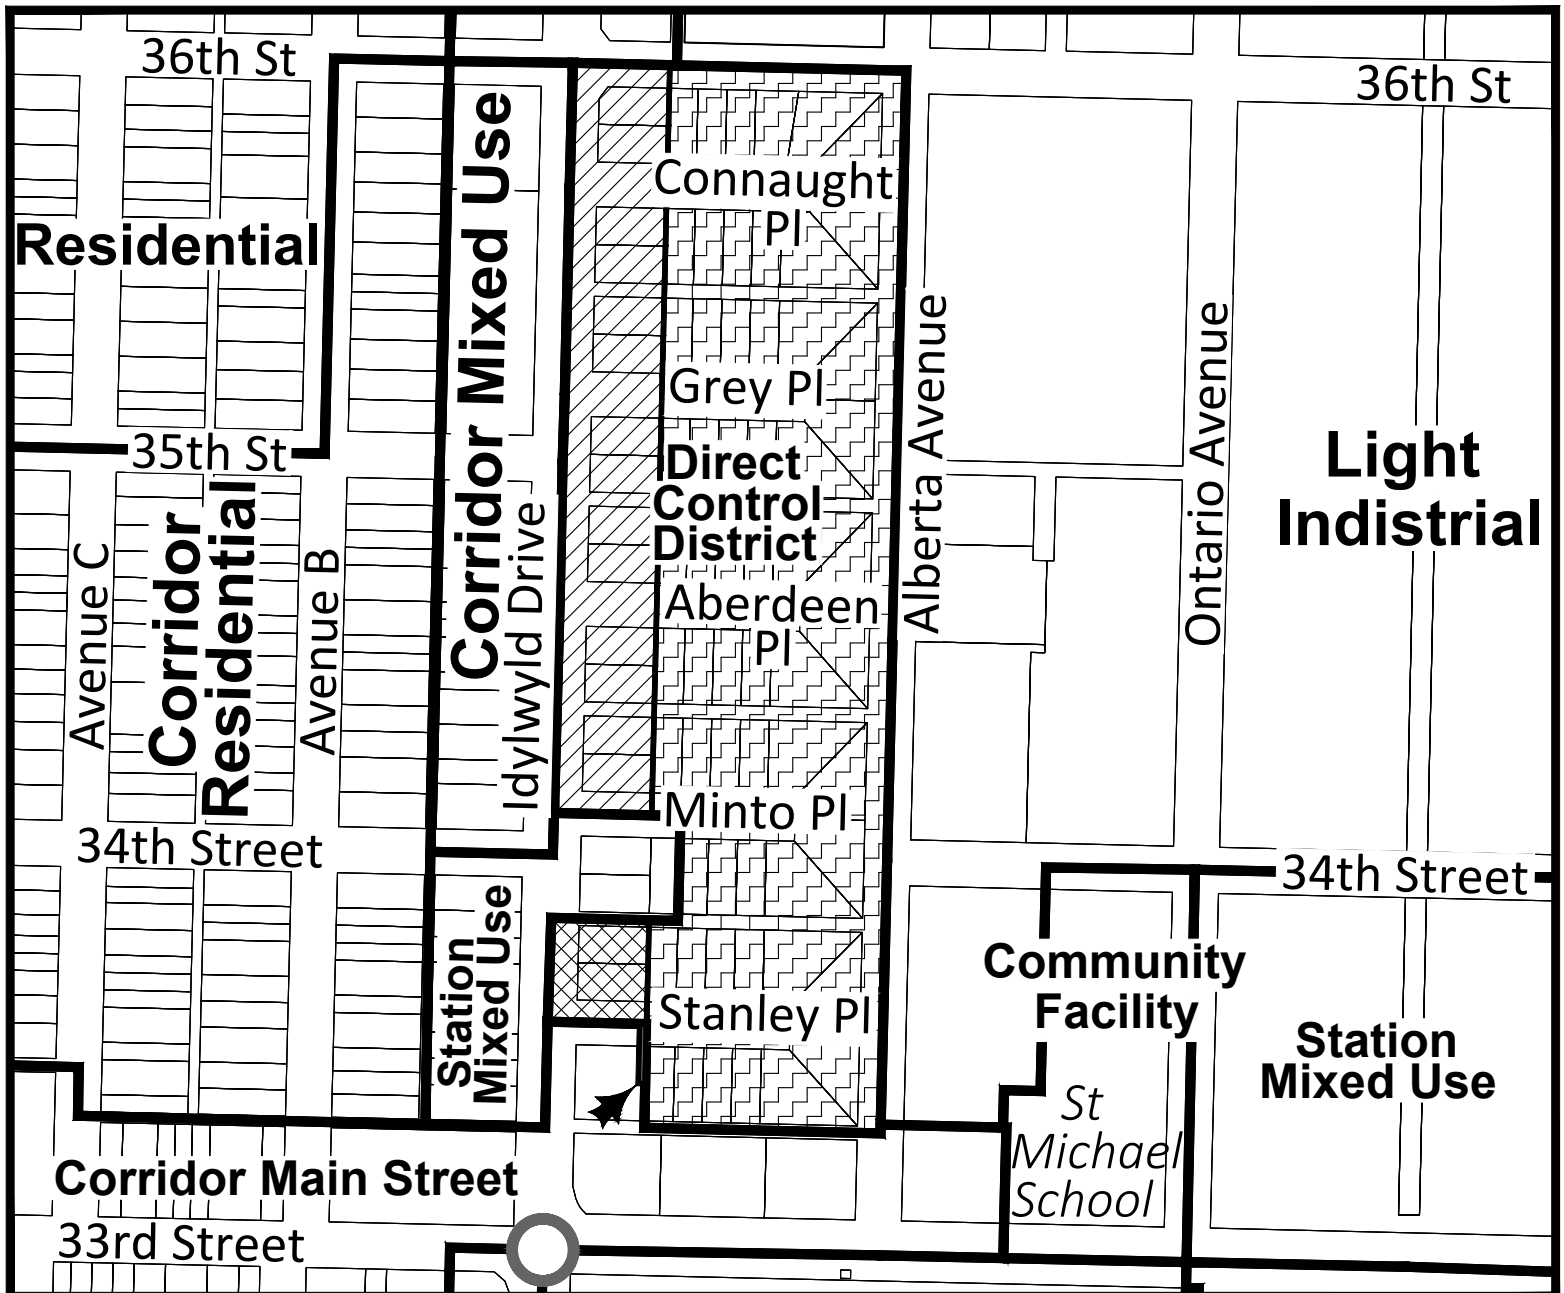 36th St
36th St
Connaught
Pl
Residential
Corridor Mixed Use
Grey Pl
Alberta Avenue
Ontario Avenue
Light
Indistrial
35th St
Direct
Control
District
Corridor
Residential
Avenue C
Avenue B
Idylwyld Drive
Aberdeen
Pl
Minto Pl
34th Street
34th Street
Station
Mixed Use
Community
Facility
Stanley Pl
Station
Mixed Use
St
Michael
School
Corridor Main Street
33rd Street